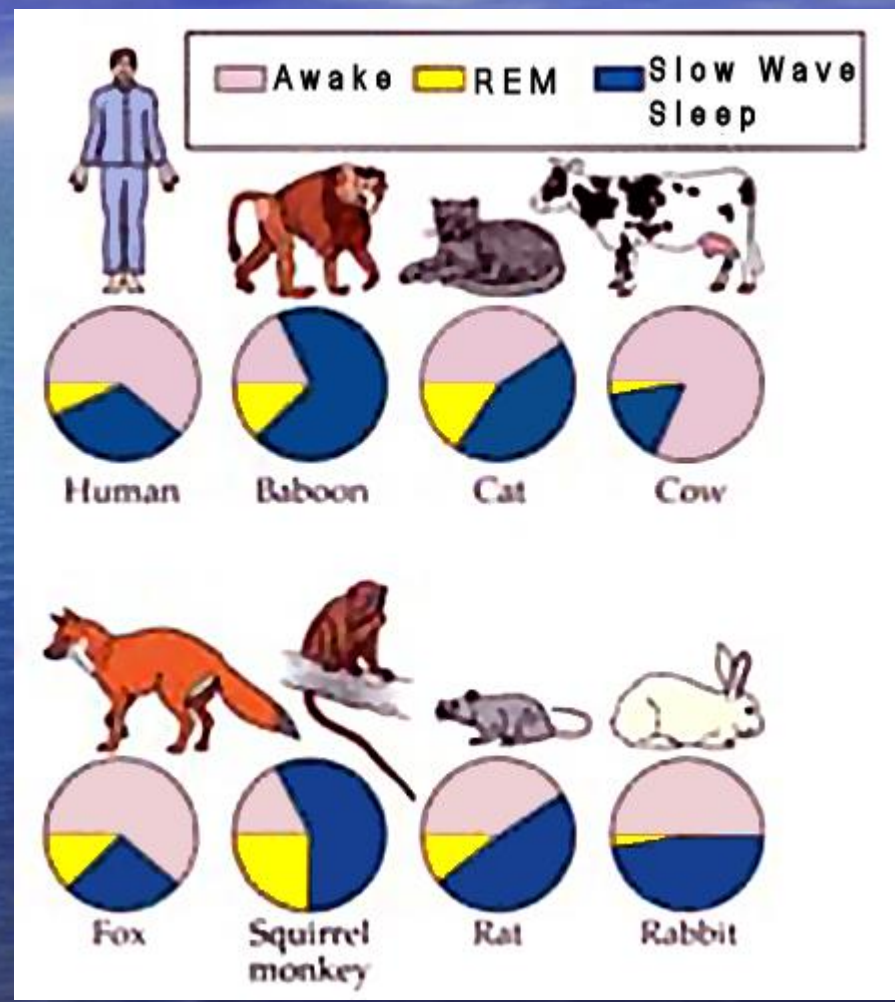 Awake REM Slow Wave
Sleep
Human Baboon Cat Cow
Fox Squirrel Rat Rabbit
monkey